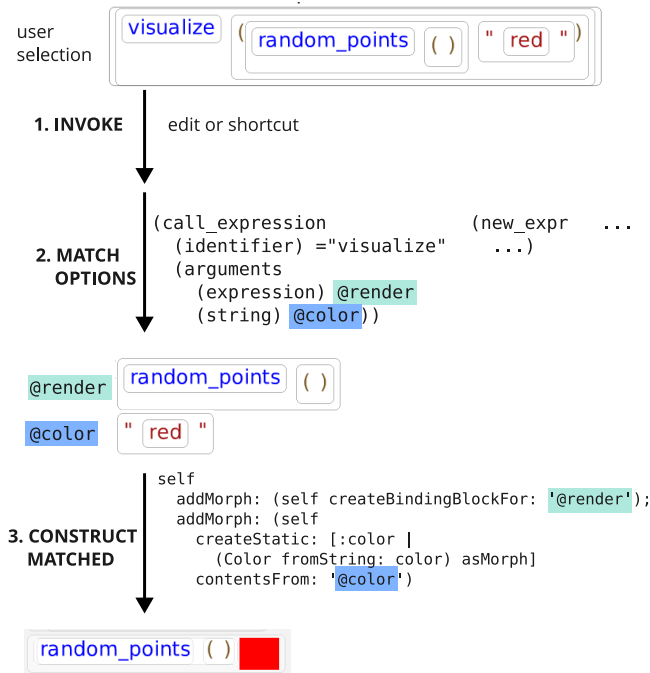 user
selection
visualize ( random_points ( ) " red " )
1. INVOKE edit or shortcut
(call_expression (new_expr ...
(identifier) ="visualize" ...)
2. MATCH
OPTIONS
(arguments
(expression) @render
(string) @color))
@render random_points ( )
@color " red "
self
addMorph: (self createBindingBlockFor: '@render');
addMorph: (self
3. CONSTRUCT
MATCHED
createStatic: [:color |
(Color fromString: color) asMorph]
contentsFrom: '@color')
random_points ( )